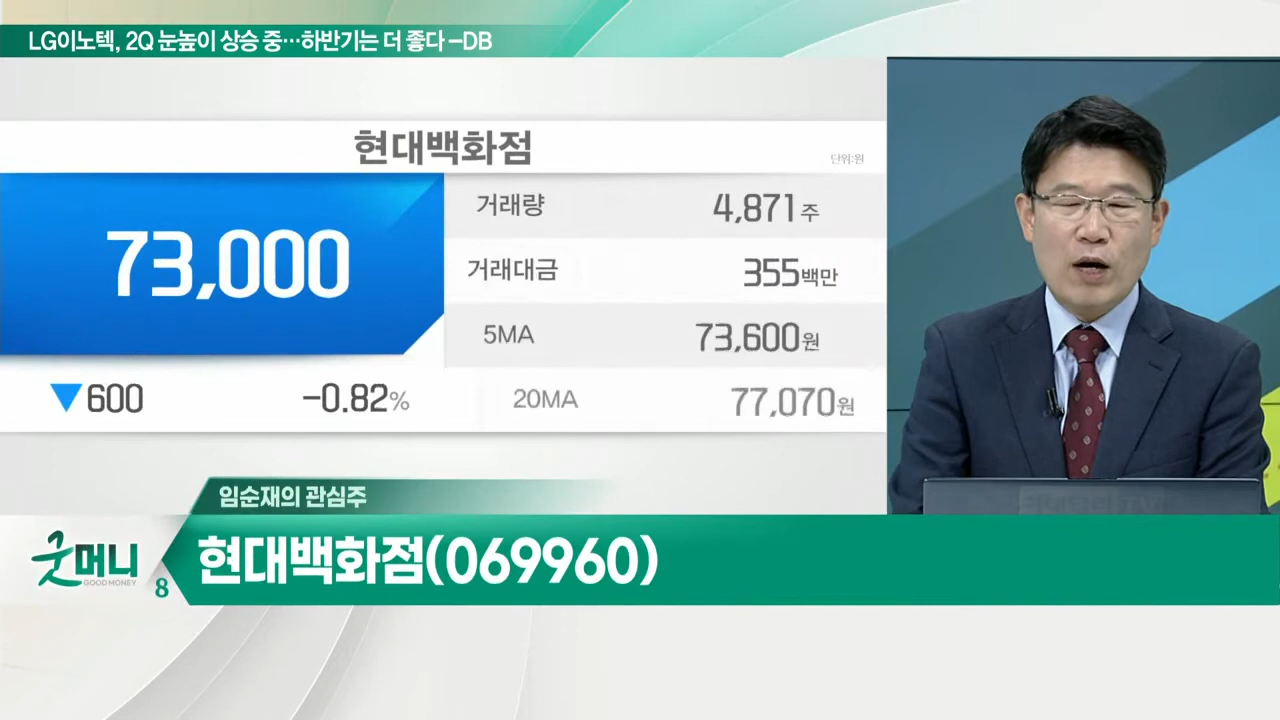 LG이노텍, 2Q 눈높이 상승 중…하반기는 더 좋다 –DB
현대백화점
단위:원
73,000
▼600 -0.82%
거래량 4,871주
거래대금 355백만
5MA 73,600원
20MA 77,070원
임순재의 관심주
현대백화점(069960)
굿머니
GOOD MONEY
8